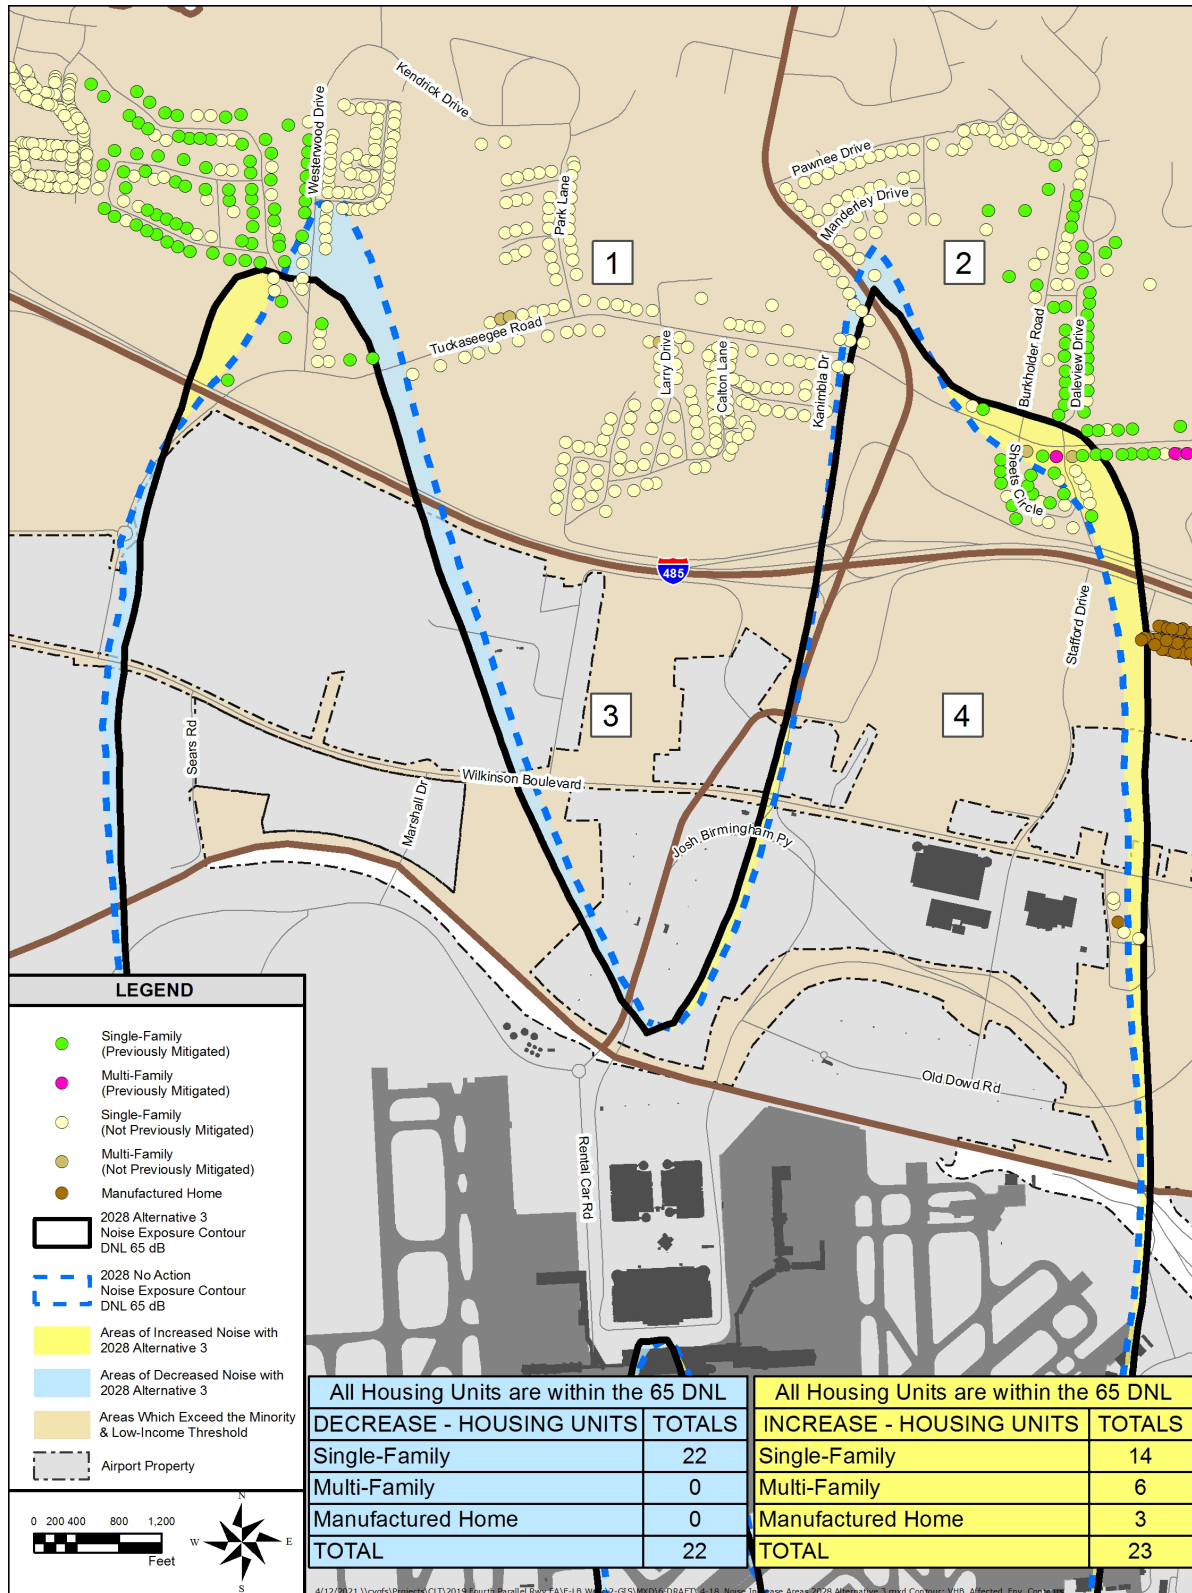 Kendrick Drive
Westerwood Drive
Park Lane
Pawnee Drive
Manderley Drive
1
2
Tuckaseegee Road
Larry Drive
Calton Lane
Kanimbla Dr
Burkholder Road
Daleview Drive
Sheets Circle
485
Stafford Drive
3
4
Sears Rd
Wilkinson Boulevard
Marshall Dr
Josh Birmingham Py
Old Dowd Rd
Rental Car Rd
LEGEND
Single-Family
(Previously Mitigated)
Multi-Family
(Previously Mitigated)
Single-Family
(Not Previously Mitigated)
Multi-Family
(Not Previously Mitigated)
Manufactured Home
2028 Alternative 3
Noise Exposure Contour
DNL 65 dB
2028 No Action
Noise Exposure Contour
DNL 65 dB
Areas of Increased Noise with
2028 Alternative 3
Areas of Decreased Noise with
2028 Alternative 3
Areas Which Exceed the Minority
& Low-Income Threshold
Airport Property
0 200 400 800 1,200
Feet
N
W E
S
All Housing Units are within the 65 DNL
DECREASE - HOUSING UNITS TOTALS
Single-Family 22
Multi-Family 0
Manufactured Home 0
TOTAL 22
All Housing Units are within the 65 DNL
INCREASE - HOUSING UNITS TOTALS
Single-Family 14
Multi-Family 6
Manufactured Home 3
TOTAL 23